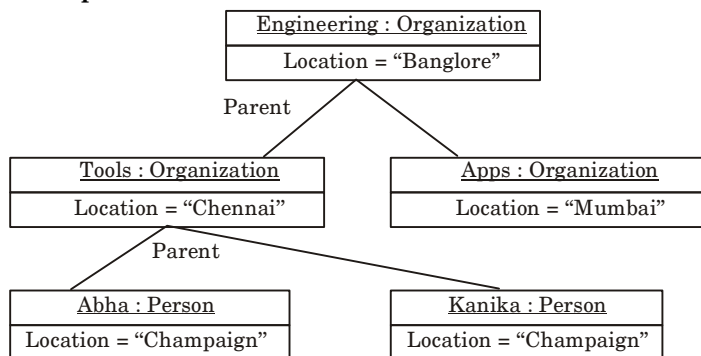 Engineering : Organization
Location = “Banglore”
Parent
Tools : Organization
Location = “Chennai”
Apps : Organization
Location = “Mumbai”
Parent
Abha : Person
Location = “Champaign”
Kanika : Person
Location = “Champaign”